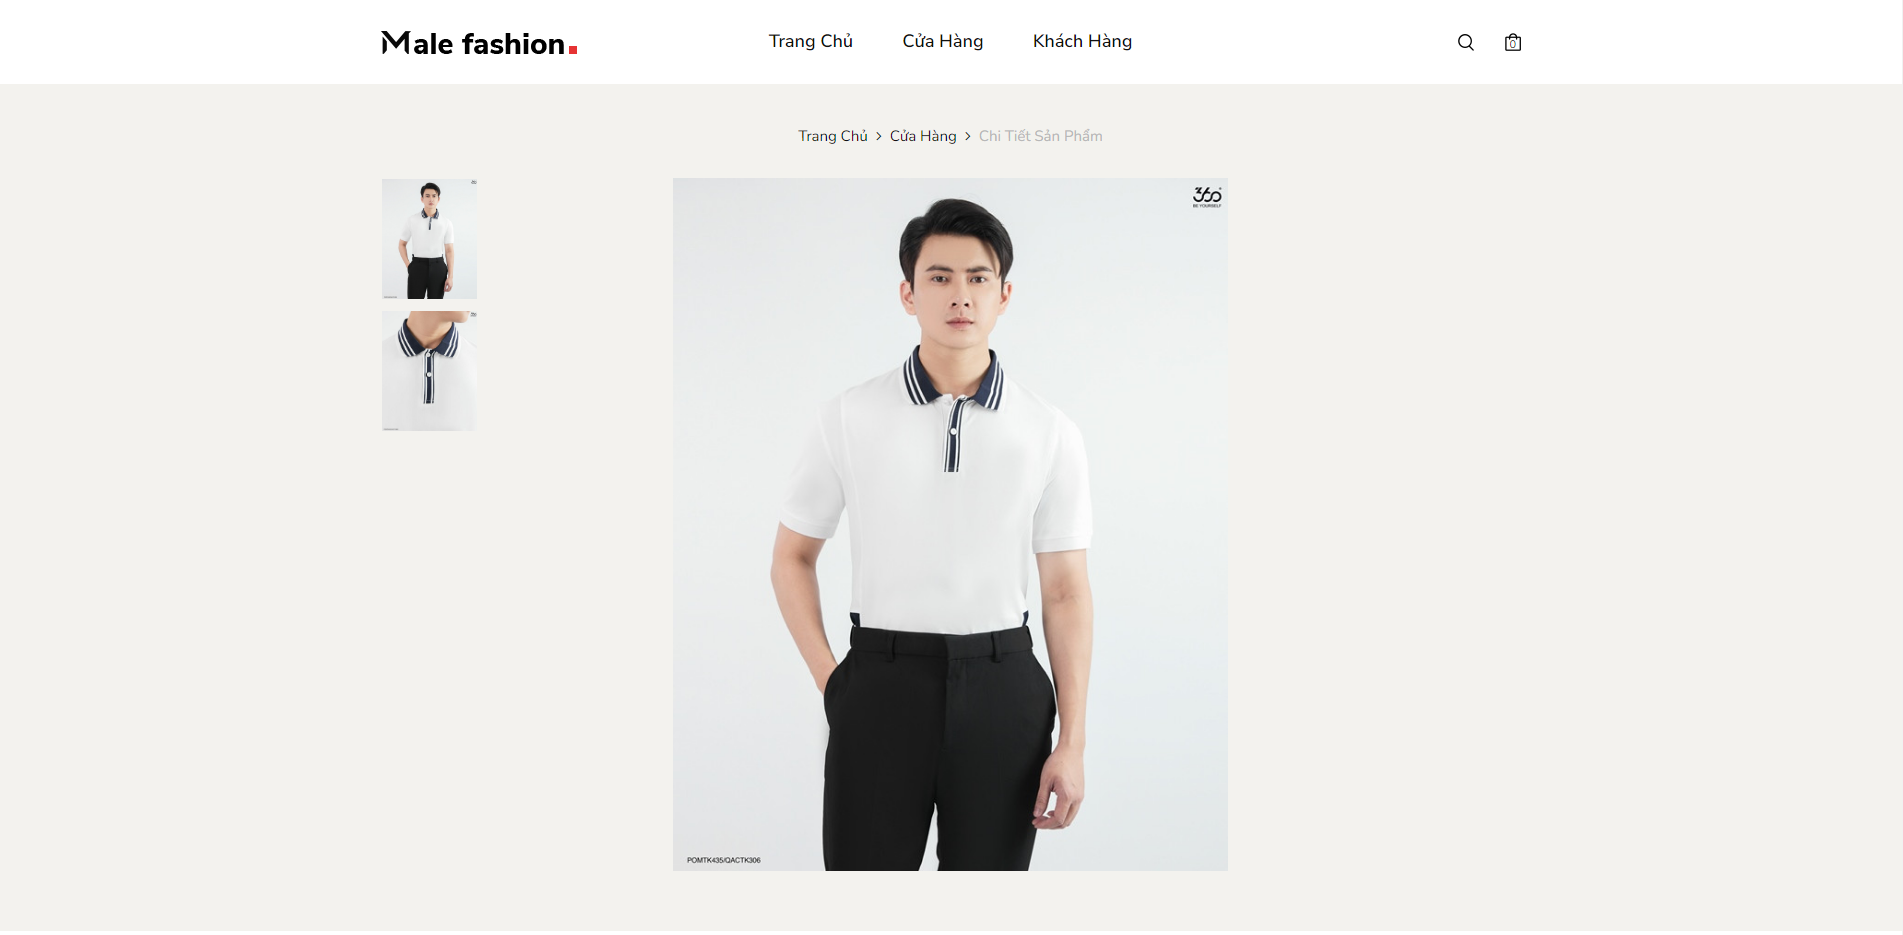 Male fashion.
Trang Chủ
Cửa Hàng
Khách Hàng
0
Trang Chủ > Cửa Hàng > Chi Tiết Sản Phẩm
360
BE YOURSELF
POMTK435/QACTK306